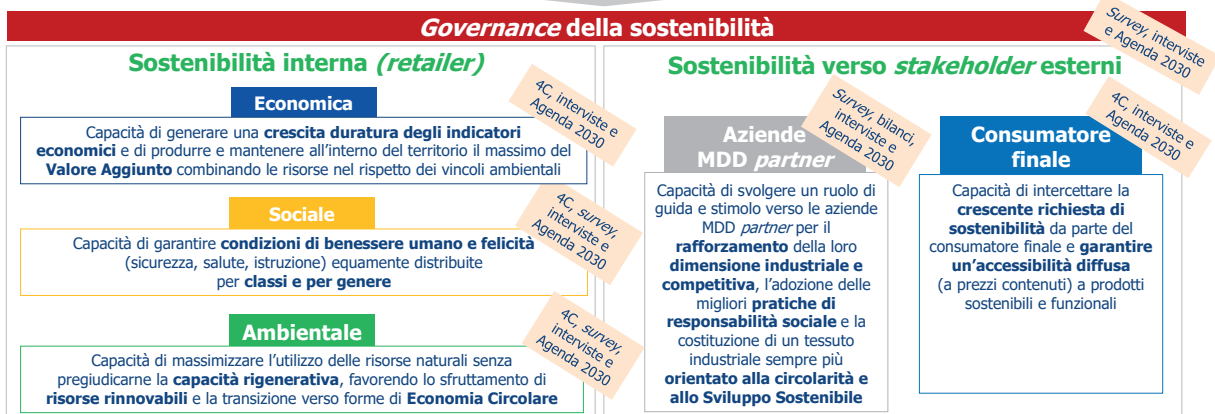 Governance della sostenibilità
Survey, interviste
e Agenda 2030
Sostenibilità interna (retailer)
4C, interviste e
Agenda 2030
Economica
Capacità di generare una crescita duratura degli indicatori
economici e di produrre e mantenere all'interno del territorio il massimo del
Valore Aggiunto combinando le risorse nel rispetto dei vincoli ambientali
Sociale
4C, survey,
interviste e
Agenda 2030
Capacità di garantire condizioni di benessere umano e felicità
(sicurezza, salute, istruzione) equamente distribuite
per classi e per genere
Ambientale
4C, survey,
interviste e
Agenda 2030
Capacità di massimizzare l'utilizzo delle risorse naturali senza
pregiudicarne la capacità rigenerativa, favorendo lo sfruttamento di
risorse rinnovabili e la transizione verso forme di Economia Circolare
Sostenibilità verso stakeholder esterni
Survey, bilanci,
interviste e
Agenda 2030
Aziende
MDD partner
Capacità di svolgere un ruolo di
guida e stimolo verso le aziende
MDD partner per il
rafforzamento della loro
dimensione industriale e
competitiva, l'adozione delle
migliori pratiche di
responsabilità sociale e la
costituzione di un tessuto
industriale sempre più
orientato alla circolarità e
allo Sviluppo Sostenibile
4C, interviste e
Agenda 2030
Consumatore
finale
Capacità di intercettare la
crescente richiesta di
sostenibilità da parte del
consumatore finale e garantire
un'accessibilità diffusa
(a prezzi contenuti) a prodotti
sostenibili e funzionali